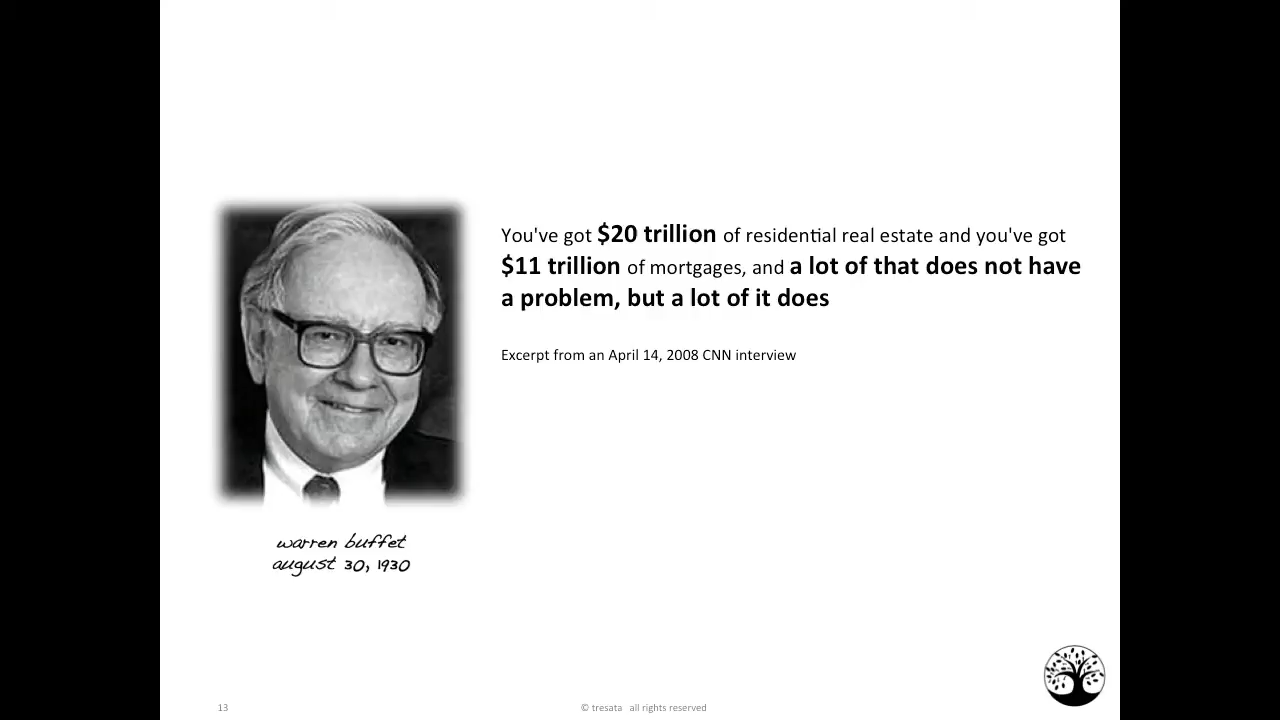 You've got $20 trillion of residential real estate and you've got
$11 trillion of mortgages, and a lot of that does not have
a problem, but a lot of it does
Excerpt from an April 14, 2008 CNN interview
warren buffet
august 30, 1930
13
© tresata all rights reserved